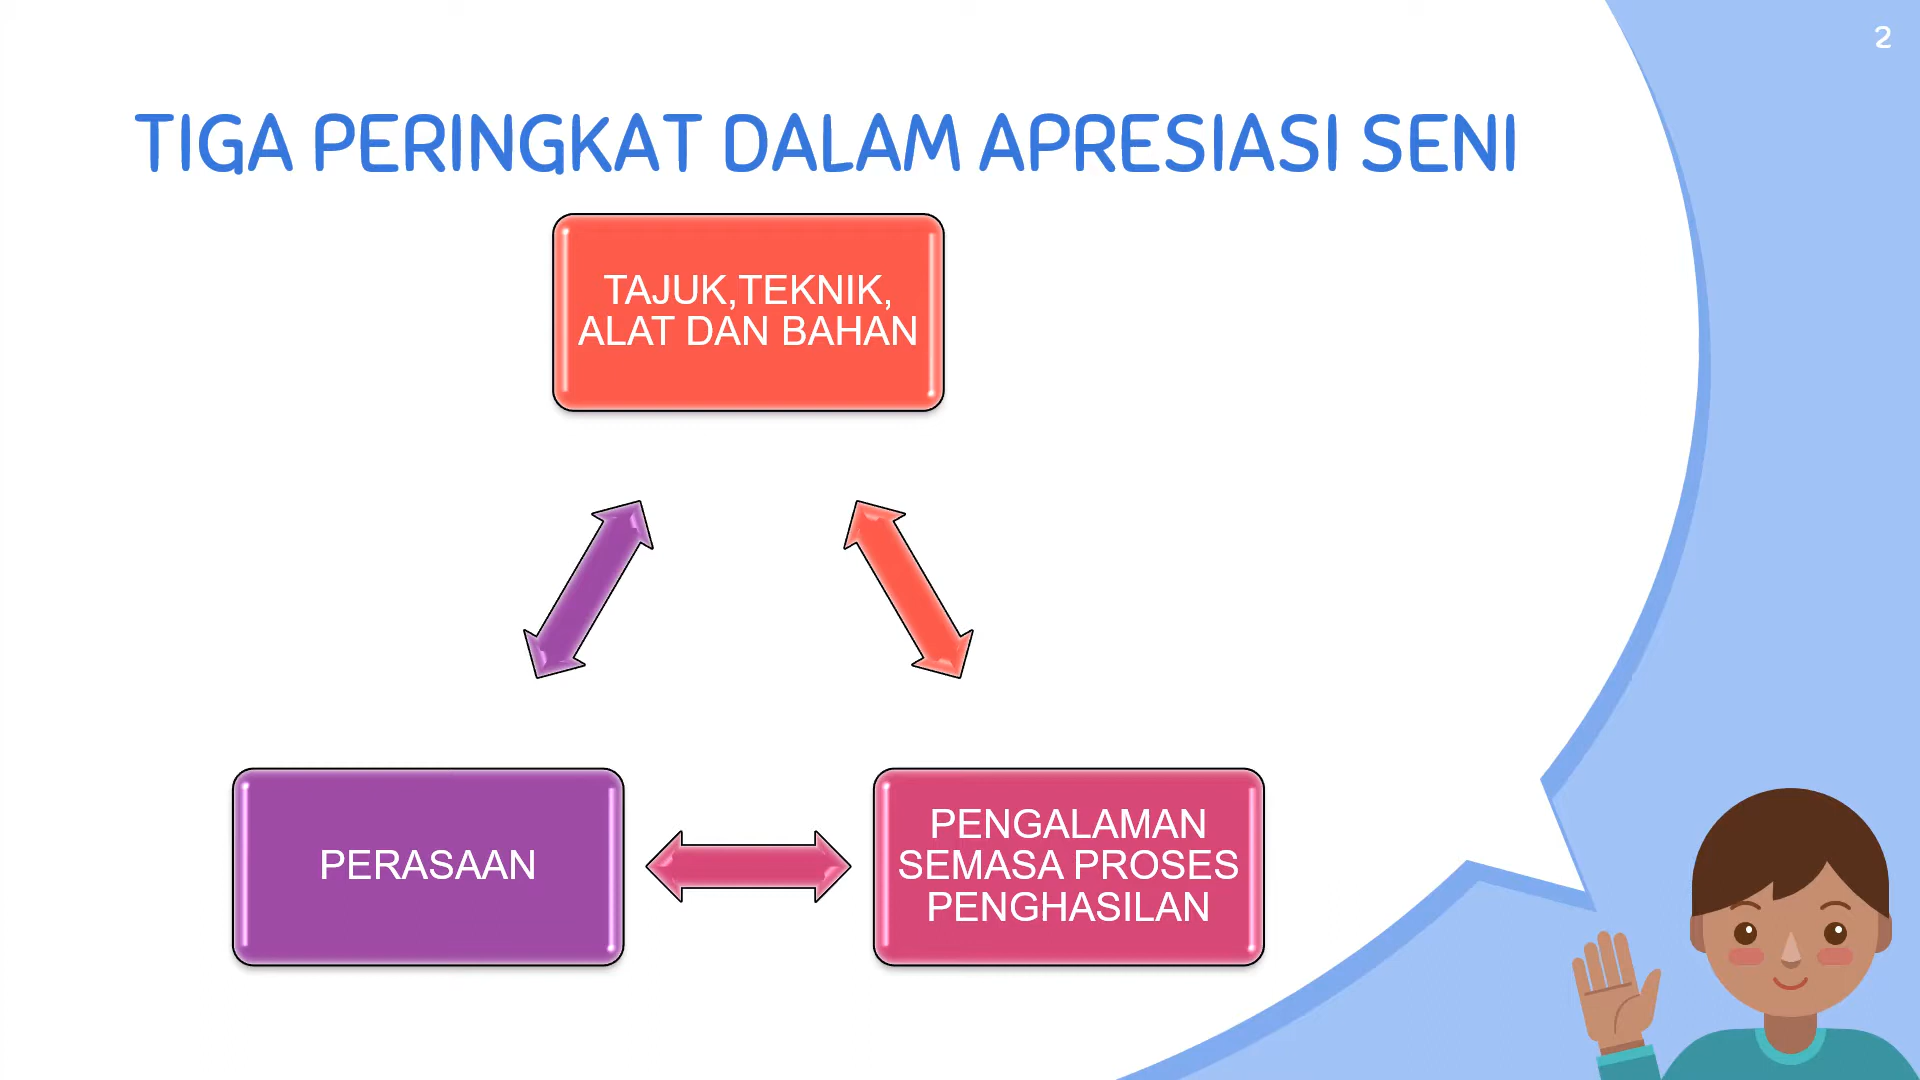 2
TIGA PERINGKAT DALAM APRESIASI SENI
TAJUK,TEKNIK,
ALAT DAN BAHAN
PERASAAN
PENGALAMAN
SEMASA PROSES
PENGHASILAN